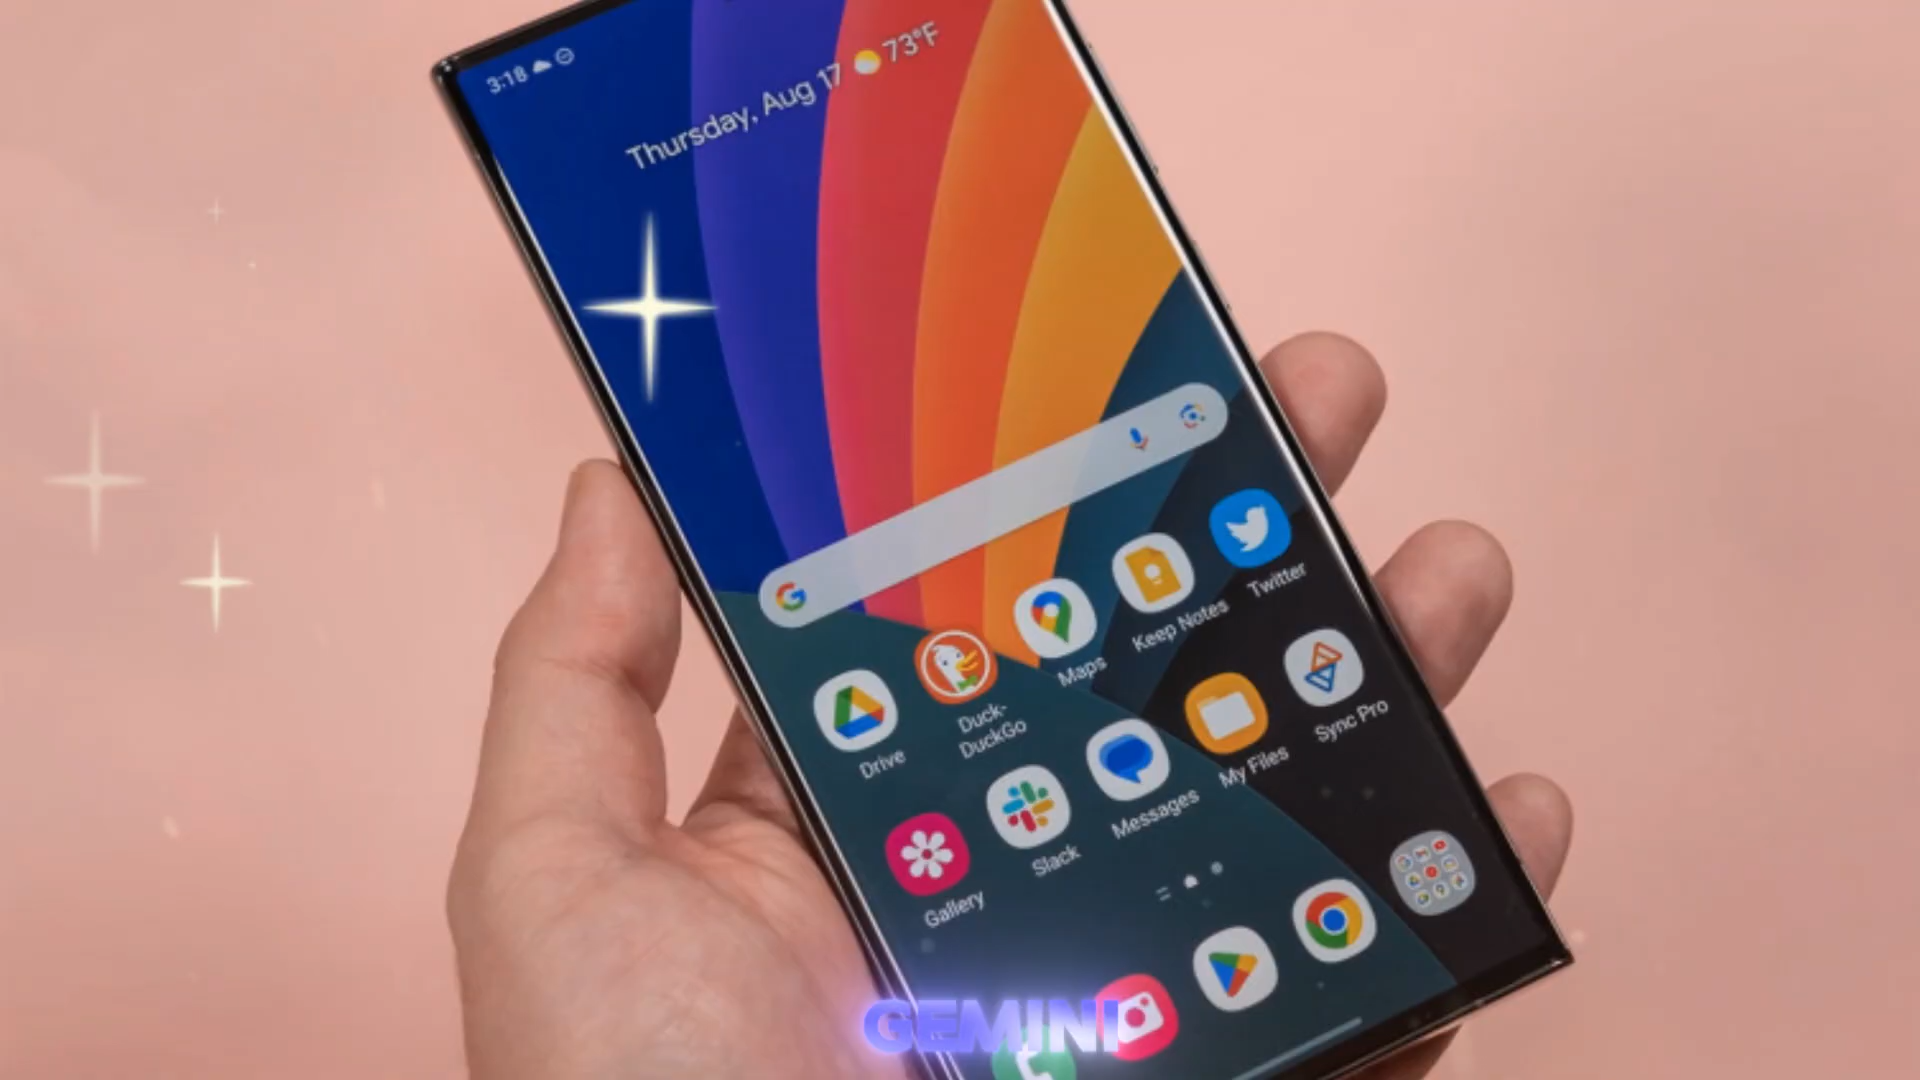 3:18
Thursday, Aug 17 73°F
G
Drive
Duck-
DuckGo
Maps
Keep Notes
Twitter
Gallery
Slack
Messages
My Files
Sync Pro
GEMINI